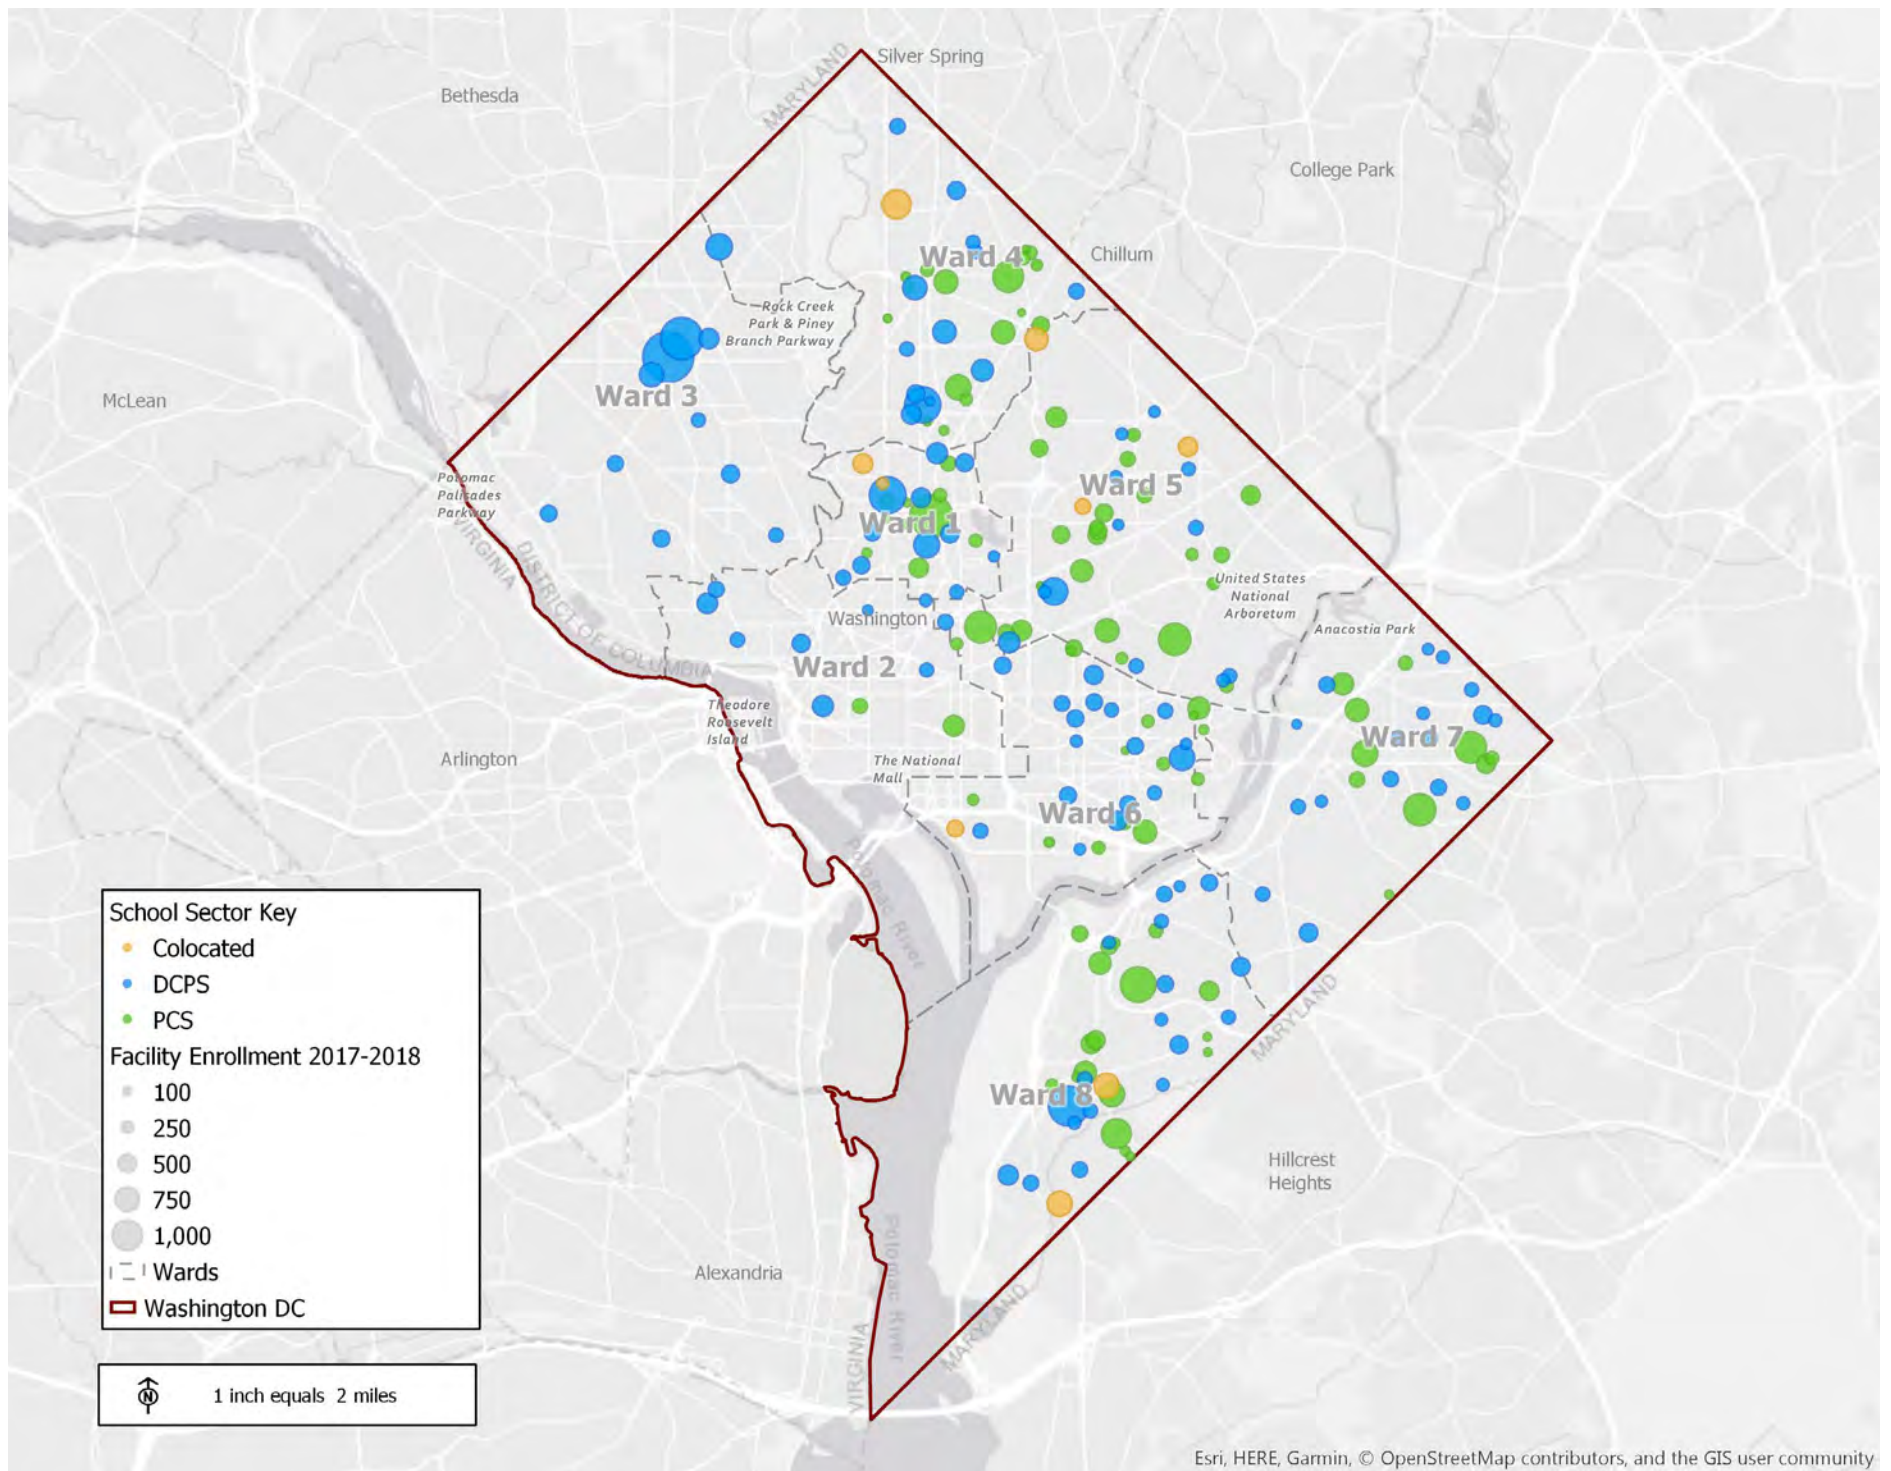 Silver Spring
MARYLAND
Bethesda
College Park
Ward 4
Chillum
Rock Creek
Park & Piney
Branch Parkway
McLean
Ward 3
Potomac
Palisades
Parkway
Ward 5
Ward 1
VIRGINIA
DISTRICT OF COLUMBIA
United States
National
Arboretum
Washington
Anacostia Park
Ward 2
Theodore
Roosevelt
Island
Ward 7
Arlington
The National
Mall
Ward 6
Potomac River
School Sector Key
Colocated
DCPS
PCS
Facility Enrollment 2017-2018
100
250
500
750
1,000
Wards
Washington DC
MARYLAND
Ward 8
Hillcrest
Heights
Alexandria
Potomac River
MARYLAND
VIRGINIA
N
1 inch equals 2 miles
Esri, HERE, Garmin, © OpenStreetMap contributors, and the GIS user community